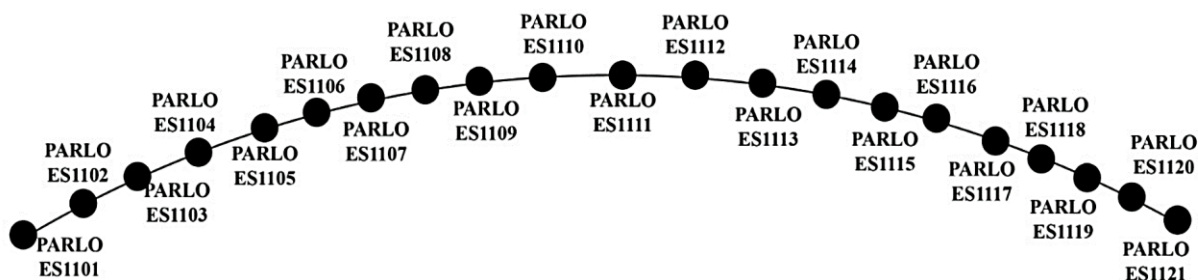 PARLO
ES1101
PARLO
ES1102
PARLO
ES1103
PARLO
ES1104
PARLO
ES1105
PARLO
ES1106
PARLO
ES1107
PARLO
ES1108
PARLO
ES1109
PARLO
ES1110
PARLO
ES1111
PARLO
ES1112
PARLO
ES1113
PARLO
ES1114
PARLO
ES1115
PARLO
ES1116
PARLO
ES1117
PARLO
ES1118
PARLO
ES1119
PARLO
ES1120
PARLO
ES1121